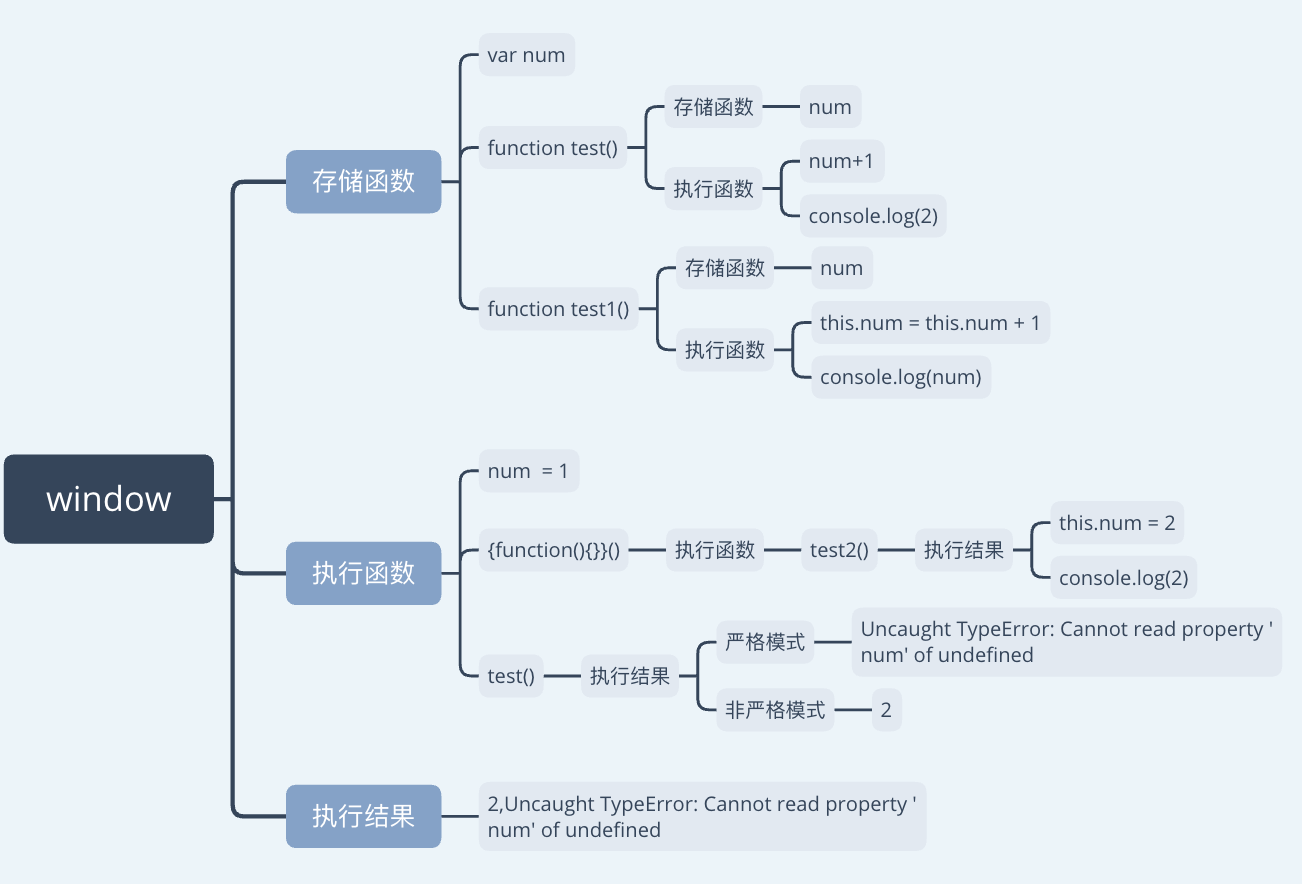 window
存储函数
var num
function test()
存储函数
num
执行函数
num+1
console.log(2)
function test1()
存储函数
num
执行函数
this.num = this.num + 1
console.log(num)
执行函数
num  = 1
{function(){}}()
执行函数
test2()
执行结果
this.num = 2
console.log(2)
test()
执行结果
严格模式
Uncaught TypeError: Cannot read property '
num' of undefined
非严格模式
2
执行结果
2,Uncaught TypeError: Cannot read property '
num' of undefined